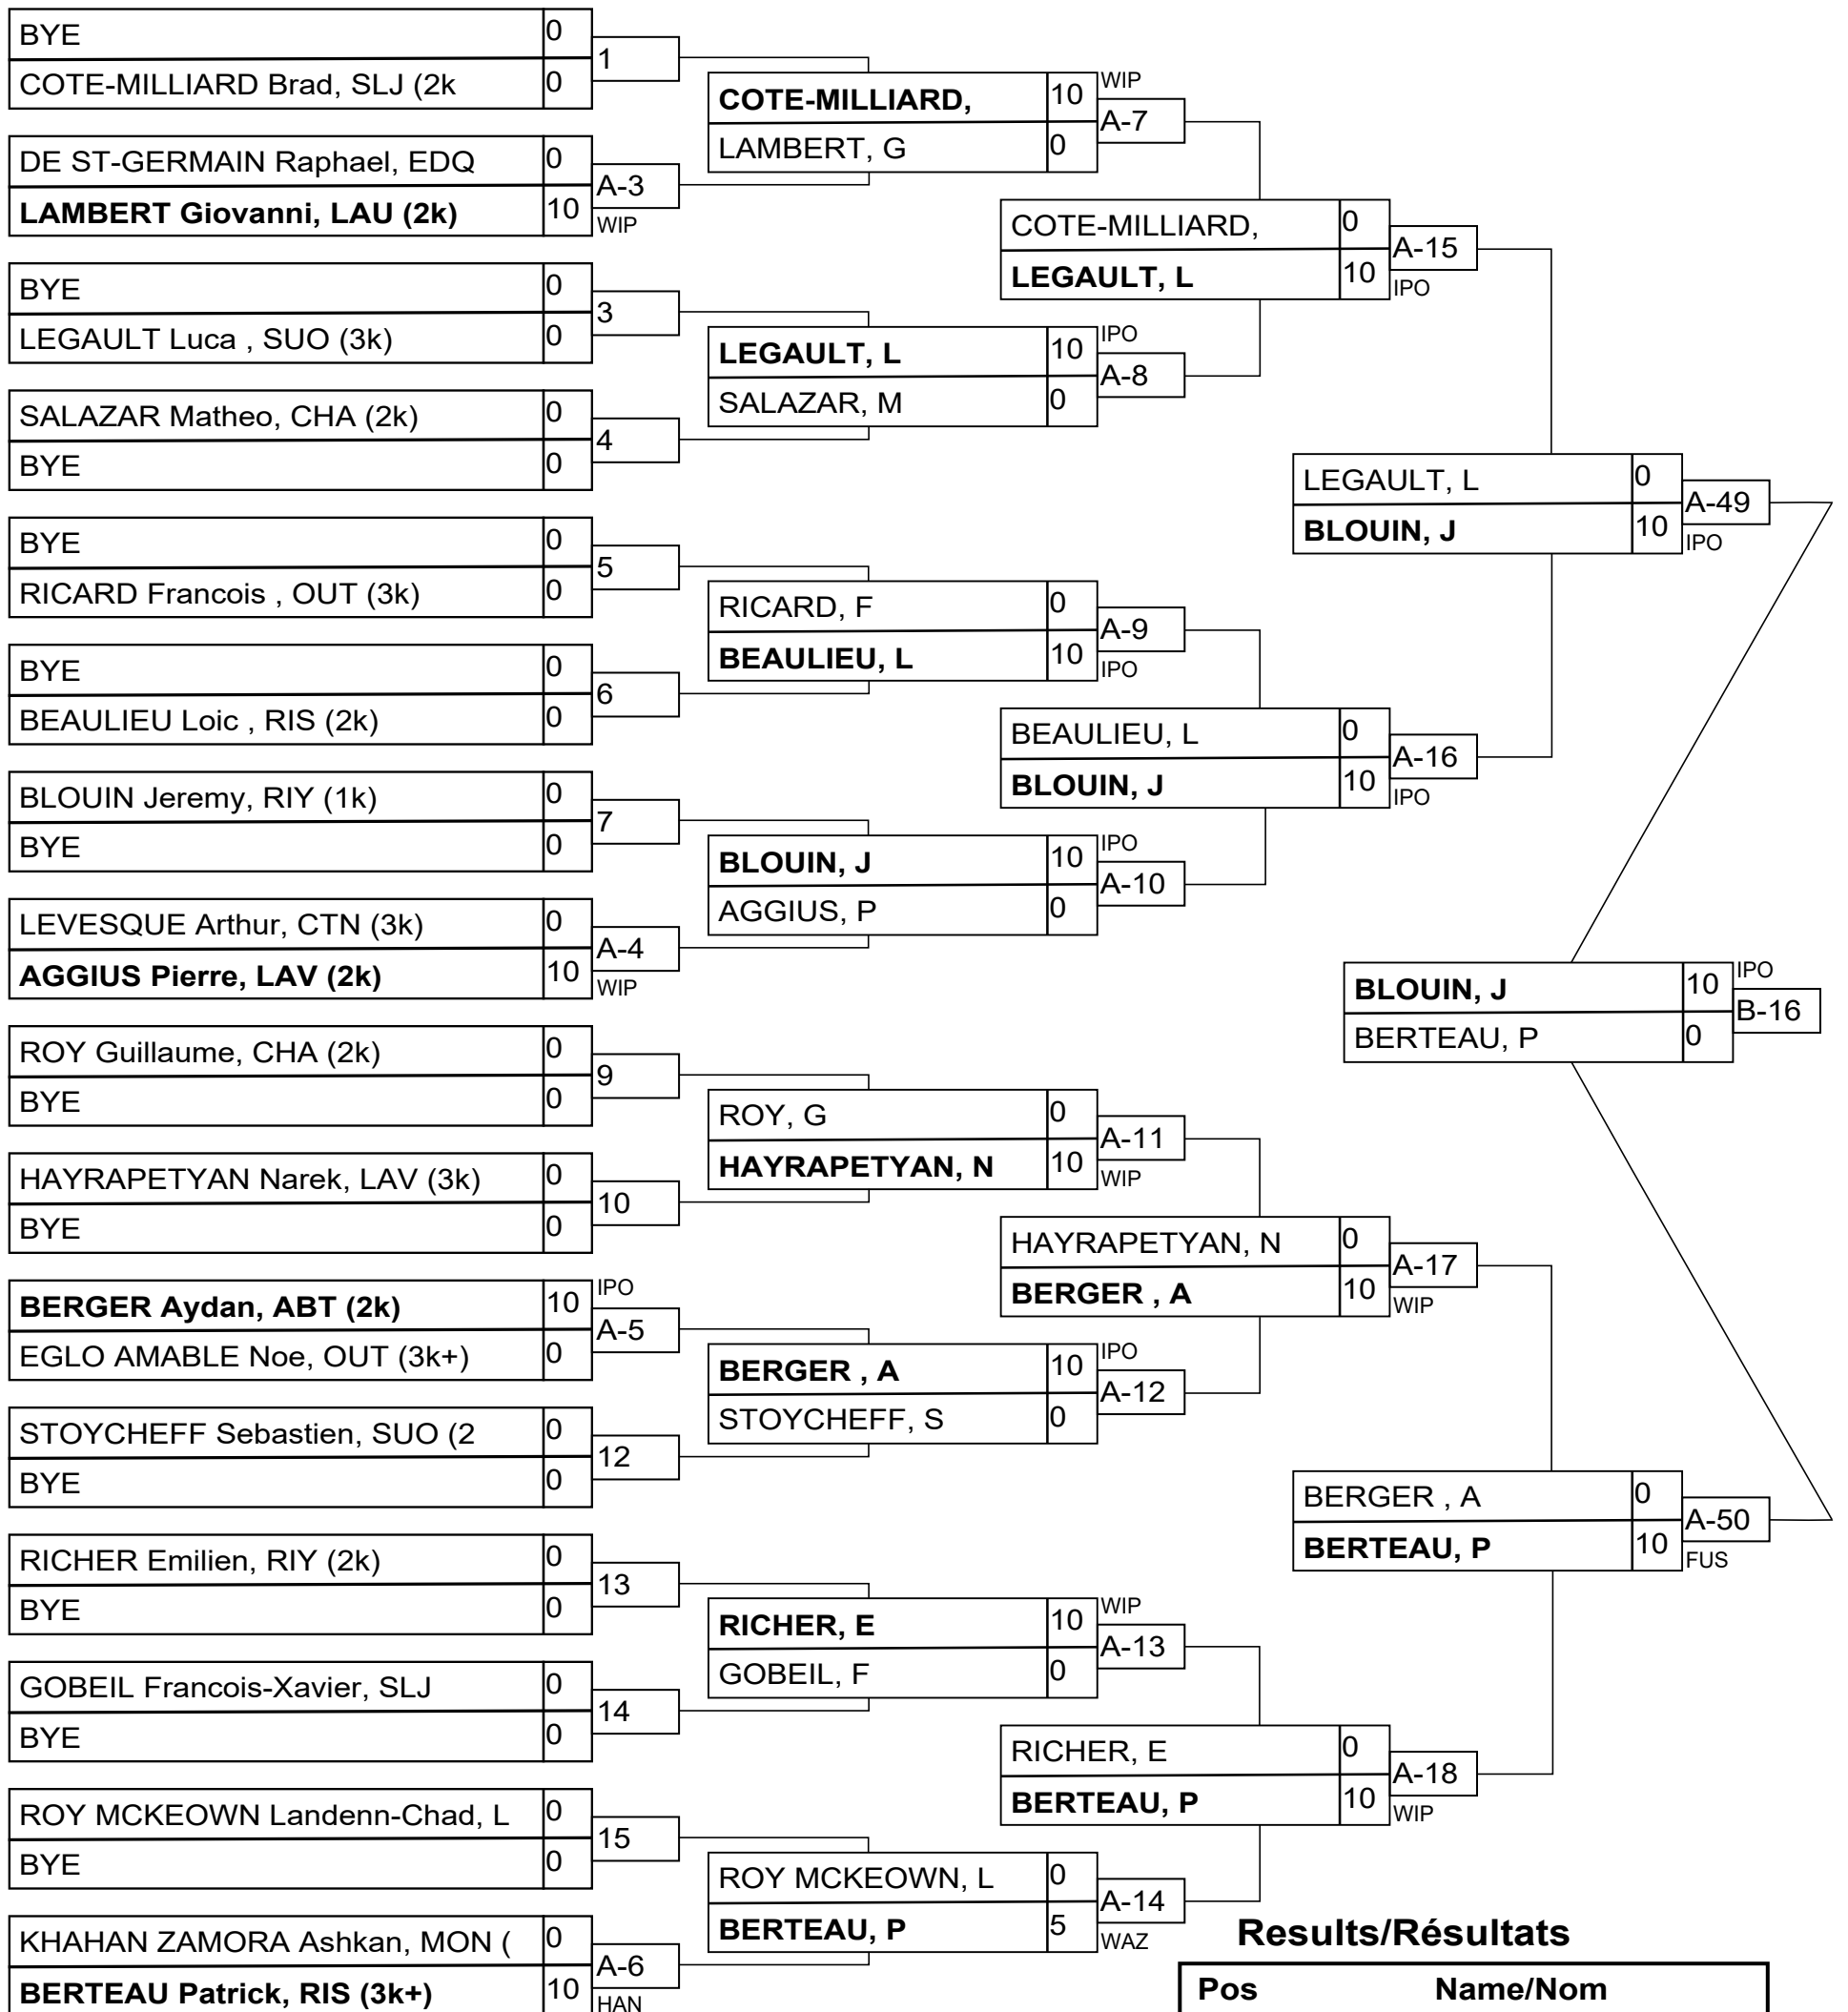 BYE 0
1
COTE-MILLIARD Brad, SLJ (2k 0
DE ST-GERMAIN Raphael, EDQ 0
A-3
LAMBERT Giovanni, LAU (2k) 10
WIP
BYE 0
3
LEGAULT Luca , SUO (3k) 0
SALAZAR Matheo, CHA (2k) 0
4
BYE 0
BYE 0
5
RICARD Francois , OUT (3k) 0
BYE 0
6
BEAULIEU Loic , RIS (2k) 0
BLOUIN Jeremy, RIY (1k) 0
7
BYE 0
LEVESQUE Arthur, CTN (3k) 0
A-4
AGGIUS Pierre, LAV (2k) 10
WIP
ROY Guillaume, CHA (2k) 0
9
BYE 0
HAYRAPETYAN Narek, LAV (3k) 0
10
BYE 0
BERGER Aydan, ABT (2k) 10
IPO
A-5
EGLO AMABLE Noe, OUT (3k+) 0
STOYCHEFF Sebastien, SUO (2 0
12
BYE 0
RICHER Emilien, RIY (2k) 0
13
BYE 0
GOBEIL Francois-Xavier, SLJ 0
14
BYE 0
ROY MCKEOWN Landenn-Chad, L 0
15
BYE 0
KHAHAN ZAMORA Ashkan, MON ( 0
A-6
BERTEAU Patrick, RIS (3k+) 10
HAN
COTE-MILLIARD, 10
WIP
A-7
LAMBERT, G 0
LEGAULT, L 10
IPO
A-8
SALAZAR, M 0
RICARD, F 0
A-9
BEAULIEU, L 10
IPO
BLOUIN, J 10
IPO
A-10
AGGIUS, P 0
ROY, G 0
A-11
HAYRAPETYAN, N 10
WIP
BERGER , A 10
IPO
A-12
STOYCHEFF, S 0
RICHER, E 10
WIP
A-13
GOBEIL, F 0
ROY MCKEOWN, L 0
A-14
BERTEAU, P 5
WAZ
COTE-MILLIARD, 0
A-15
LEGAULT, L 10
IPO
BEAULIEU, L 0
A-16
BLOUIN, J 10
IPO
HAYRAPETYAN, N 0
A-17
BERGER , A 10
WIP
RICHER, E 0
A-18
BERTEAU, P 10
WIP
LEGAULT, L 0
A-49
BLOUIN, J 10
IPO
BERGER , A 0
A-50
BERTEAU, P 10
FUS
BLOUIN, J 10
IPO
B-16
BERTEAU, P 0
Results/Résultats
Pos Name/Nom